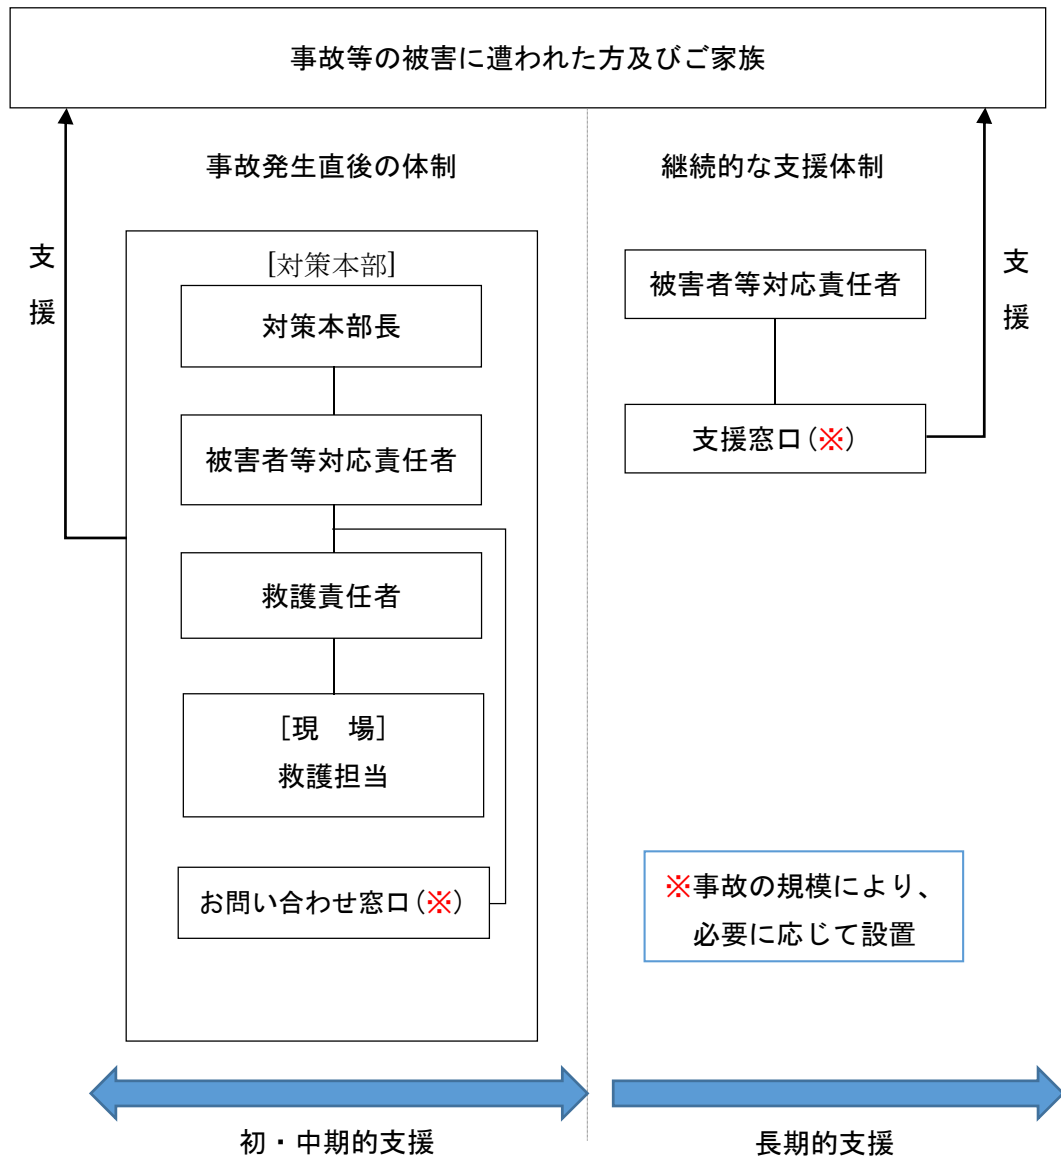 事故等の被害に遭われた方及びご家族
事故発生直後の体制
継続的な支援体制
支援
[対策本部]
対策本部長
被害者等対応責任者
救護責任者
[現　場]
救護担当
お問い合わせ窓口(※)
被害者等対応責任者
支援窓口(※)
支援
※事故の規模により、
必要に応じて設置
初・中期的支援
長期的支援